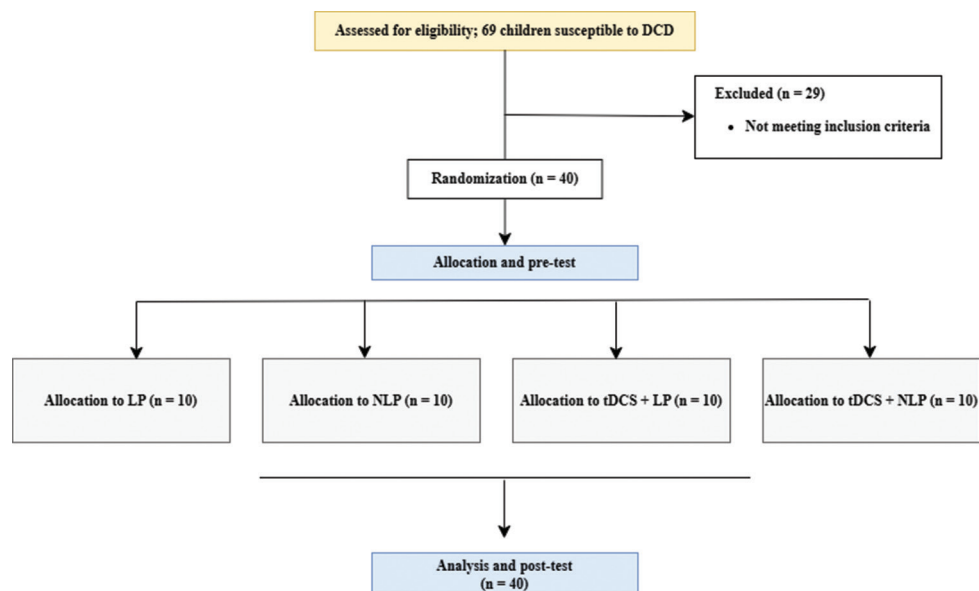 Assessed for eligibility; 69 children susceptible to DCD
Excluded (n = 29)
• Not meeting inclusion criteria
Randomization (n = 40)
Allocation and pre-test
Allocation to LP (n = 10)
Allocation to NLP (n = 10)
Allocation to tDCS + LP (n = 10)
Allocation to tDCS + NLP (n = 10)
Analysis and post-test
(n = 40)